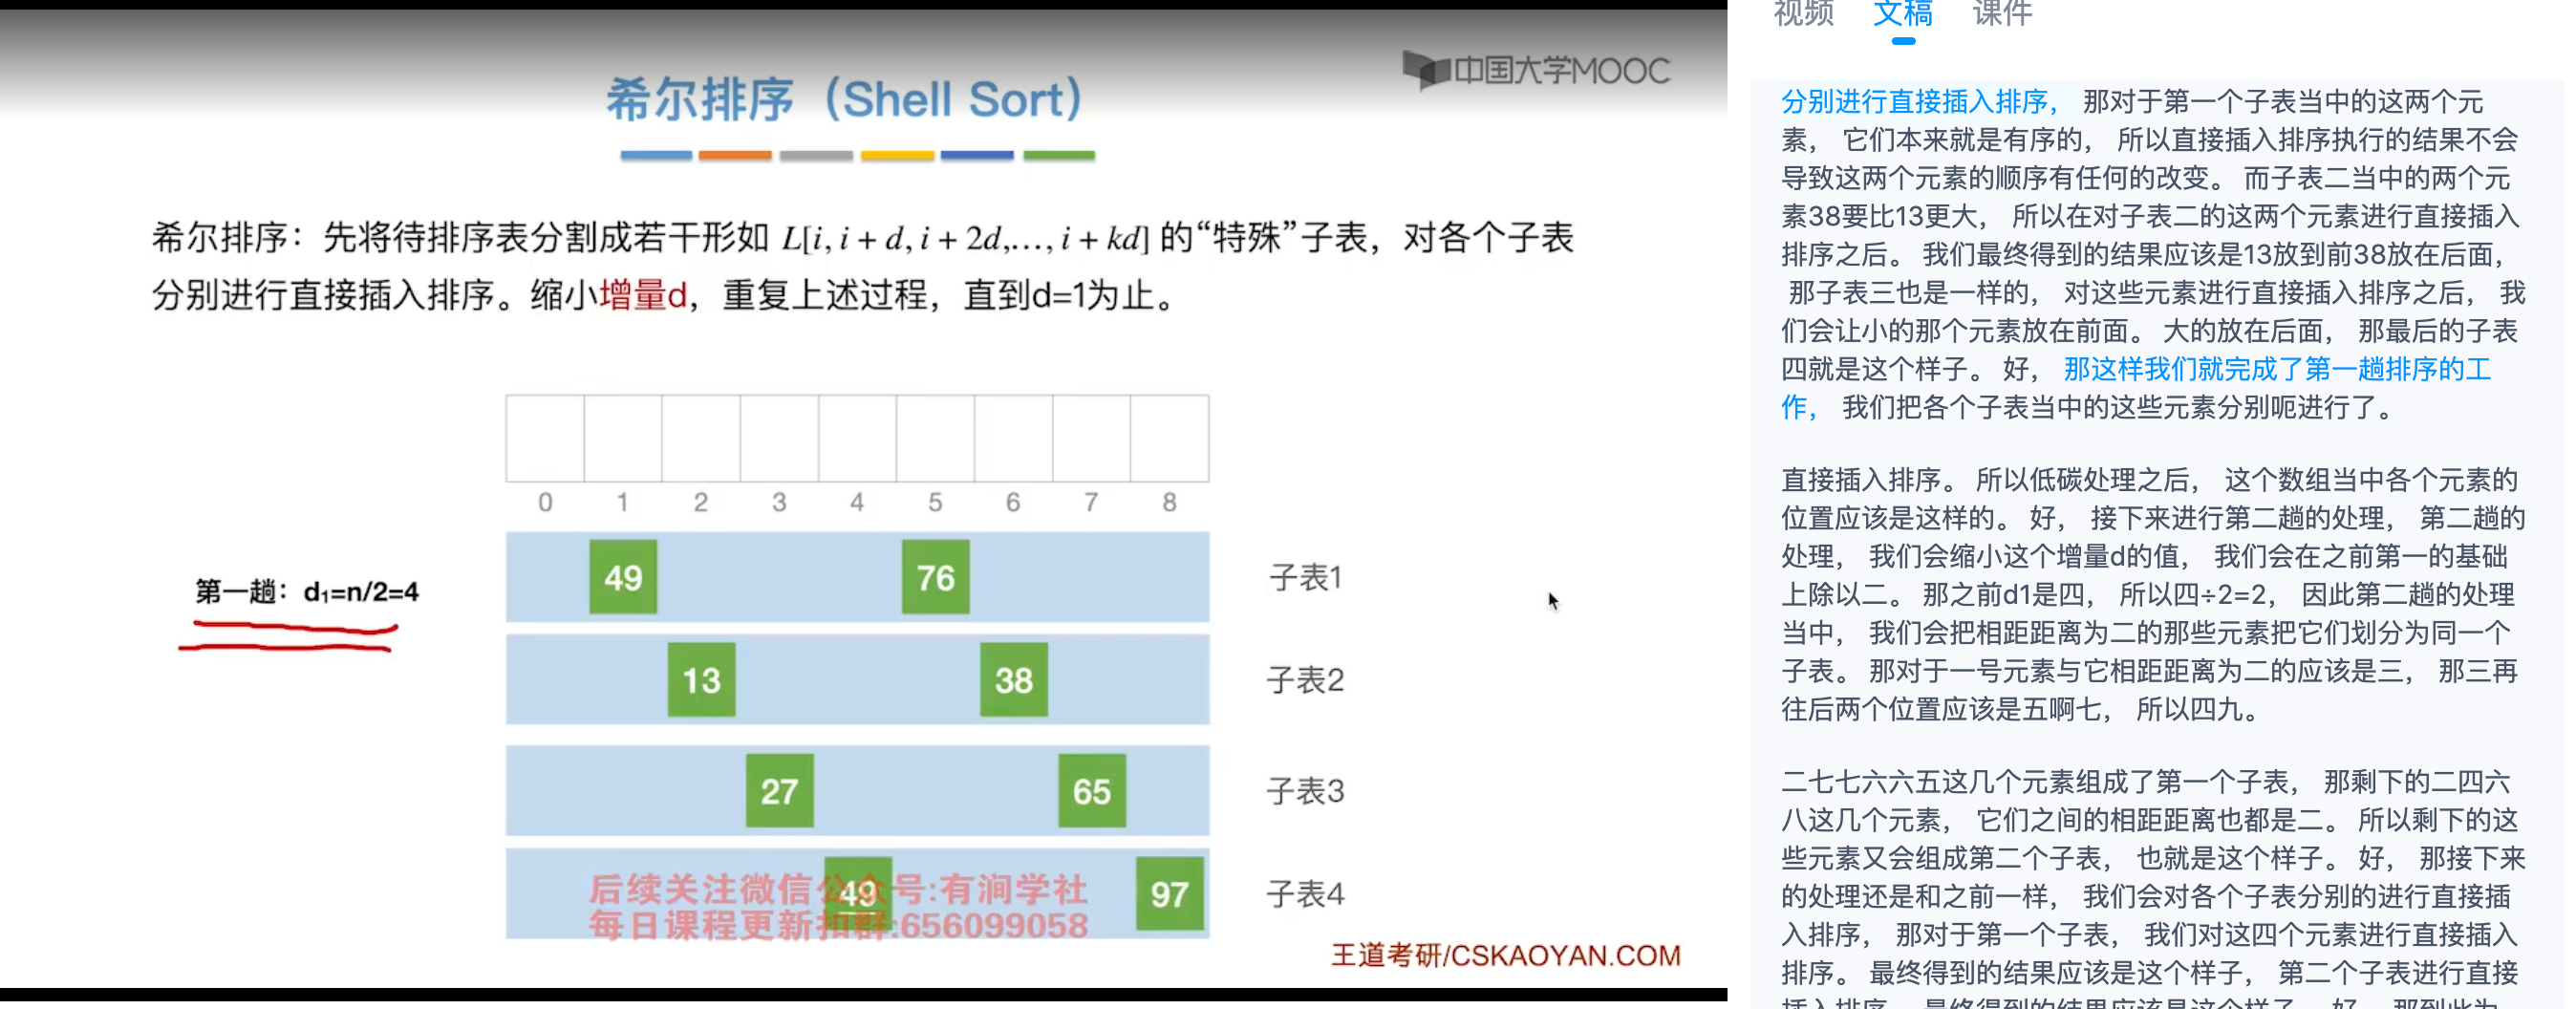 中国大学MOOC
希尔排序（Shell Sort）
希尔排序：先将待排序表分割成若干形如 L[i, i + d, i + 2d,…, i + kd] 的“特殊”子表，对各个子表
分别进行直接插入排序。缩小增量d，重复上述过程，直到d=1为止。
0 1 2 3 4 5 6 7 8
第一趟：d₁=n/2=4
49 76 子表1
13 38 子表2
27 65 子表3
49 97 子表4
后续关注微信公众号:有涧学社
每日课程更新扣群:656099058
王道考研/CSKAOYAN.COM
视频 文稿 课件
分别进行直接插入排序， 那对于第一个子表当中的这两个元
素， 它们本来就是有序的， 所以直接插入排序执行的结果不会
导致这两个元素的顺序有任何的改变。 而子表二当中的两个元
素38要比13更大， 所以在对子表二的这两个元素进行直接插入
排序之后。 我们最终得到的结果应该是13放到前38放在后面，
那子表三也是一样的， 对这些元素进行直接插入排序之后， 我
们会让小的那个元素放在前面。 大的放在后面， 那最后的子表
四就是这个样子。 好， 那这样我们就完成了第一趟排序的工
作， 我们把各个子表当中的这些元素分别呃进行了。
直接插入排序。 所以低碳处理之后， 这个数组当中各个元素的
位置应该是这样的。 好， 接下来进行第二趟的处理， 第二趟的
处理， 我们会缩小这个增量d的值， 我们会在之前第一的基础
上除以二。 那之前d1是四， 所以四÷2=2， 因此第二趟的处理
当中， 我们会把相距距离为二的那些元素把它们划分为同一个
子表。 那对于一号元素与它相距距离为二的应该是三， 那三再
往后两个位置应该是五啊七， 所以四九。
二七七六六五这几个元素组成了第一个子表， 那剩下的二四六
八这几个元素， 它们之间的相距距离也都是二。 所以剩下的这
些元素又会组成第二个子表， 也就是这个样子。 好， 那接下来
的处理还是和之前一样， 我们会对各个子表分别的进行直接插
入排序， 那对于第一个子表， 我们对这四个元素进行直接插入
排序。 最终得到的结果应该是这个样子， 第二个子表进行直接
插入排序， 最终得到的结果应该是这个样子。 好， 那到此为